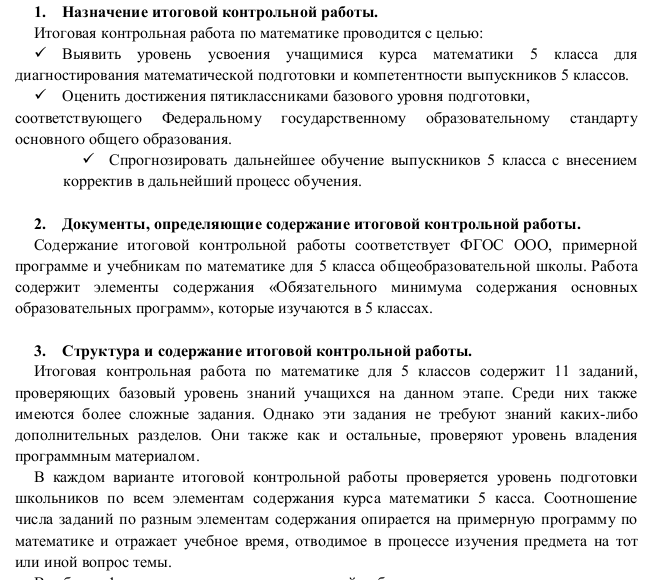 1. Назначение итоговой контрольной работы.
Итоговая контрольная работа по математике проводится с целью:
✓ Выявить уровень усвоения учащимися курса математики 5 класса для
диагностирования математической подготовки и компетентности выпускников 5 классов.
✓ Оценить достижения пятиклассниками базового уровня подготовки,
соответствующего Федеральному государственному образовательному стандарту
основного общего образования.
✓ Спрогнозировать дальнейшее обучение выпускников 5 класса с внесением
корректив в дальнейший процесс обучения.
2. Документы, определяющие содержание итоговой контрольной работы.
Содержание итоговой контрольной работы соответствует ФГОС ООО, примерной
программе и учебникам по математике для 5 класса общеобразовательной школы. Работа
содержит элементы содержания «Обязательного минимума содержания основных
образовательных программ», которые изучаются в 5 классах.
3. Структура и содержание итоговой контрольной работы.
Итоговая контрольная работа по математике для 5 классов содержит 11 заданий,
проверяющих базовый уровень знаний учащихся на данном этапе. Среди них также
имеются более сложные задания. Однако эти задания не требуют знаний каких-либо
дополнительных разделов. Они также как и остальные, проверяют уровень владения
программным материалом.
В каждом варианте итоговой контрольной работы проверяется уровень подготовки
школьников по всем элементам содержания курса математики 5 касса. Соотношение
числа заданий по разным элементам содержания опирается на примерную программу по
математике и отражает учебное время, отводимое в процессе изучения предмета на тот
или иной вопрос темы.